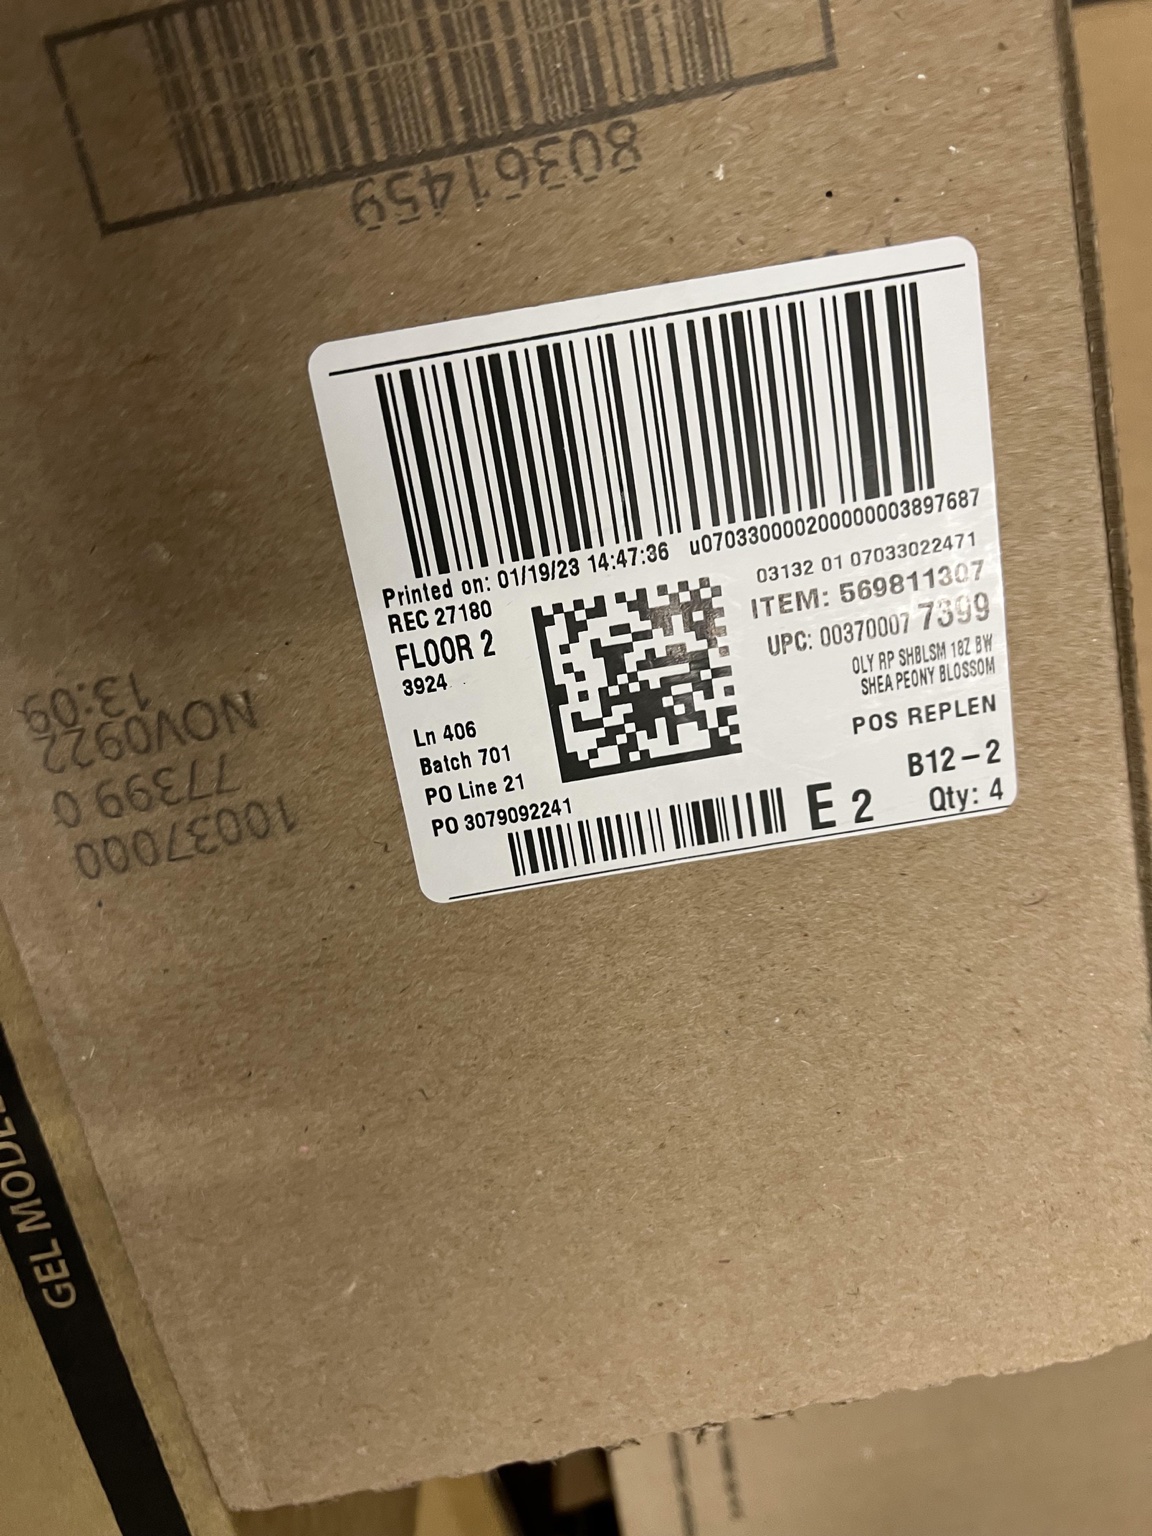 80361459
u07033000020000003897687
Printed on: 01/19/23 14:47:36
REC 27180
FLOOR 2
3924
Ln 406
Batch 701
PO Line 21
PO 3079092241
03132 01 07033022471
ITEM: 569811307
UPC: 00370007 7399
OLY RP SHBLSM 18Z BW
SHEA PEONY BLOSSOM
POS REPLEN
B12-2
E 2
Qty: 4
10037000
77399 0
NOV0922
13:09
GEL